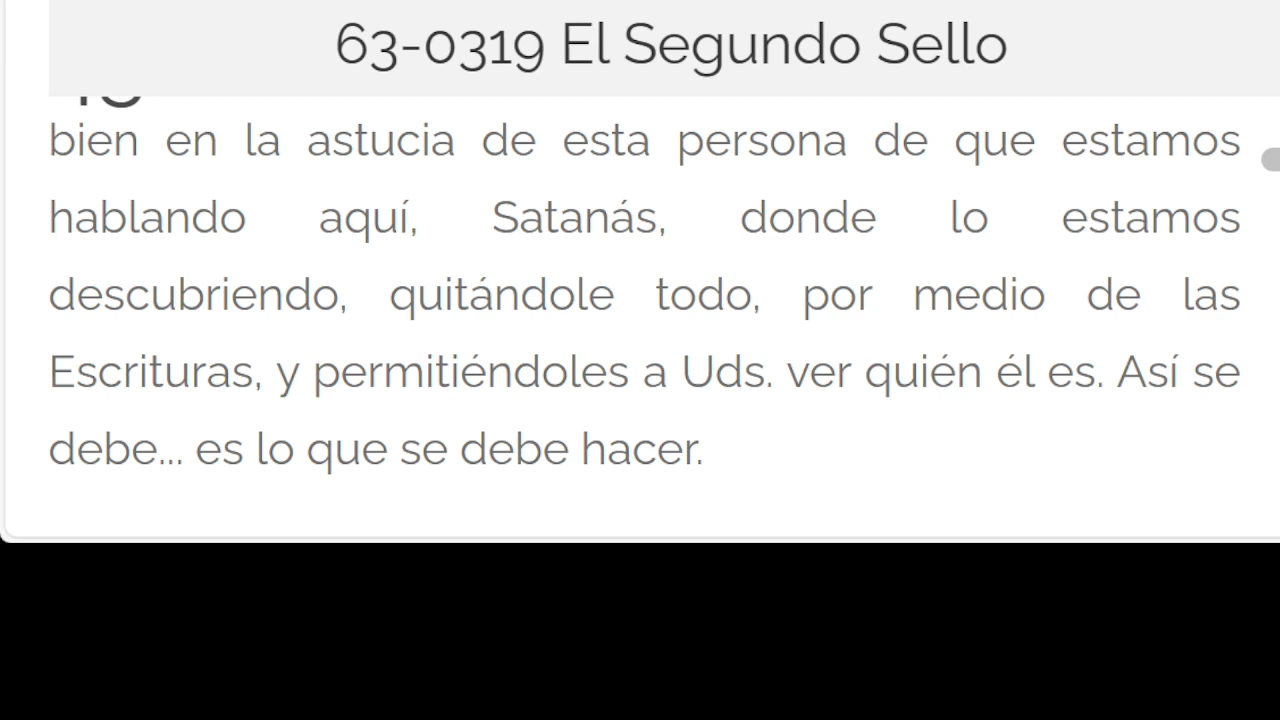 63-0319 El Segundo Sello
bien en la astucia de esta persona de que estamos
hablando aquí, Satanás, donde lo estamos
descubriendo, quitándole todo, por medio de las
Escrituras, y permitiéndoles a Uds. ver quién él es. Así se
debe... es lo que se debe hacer.